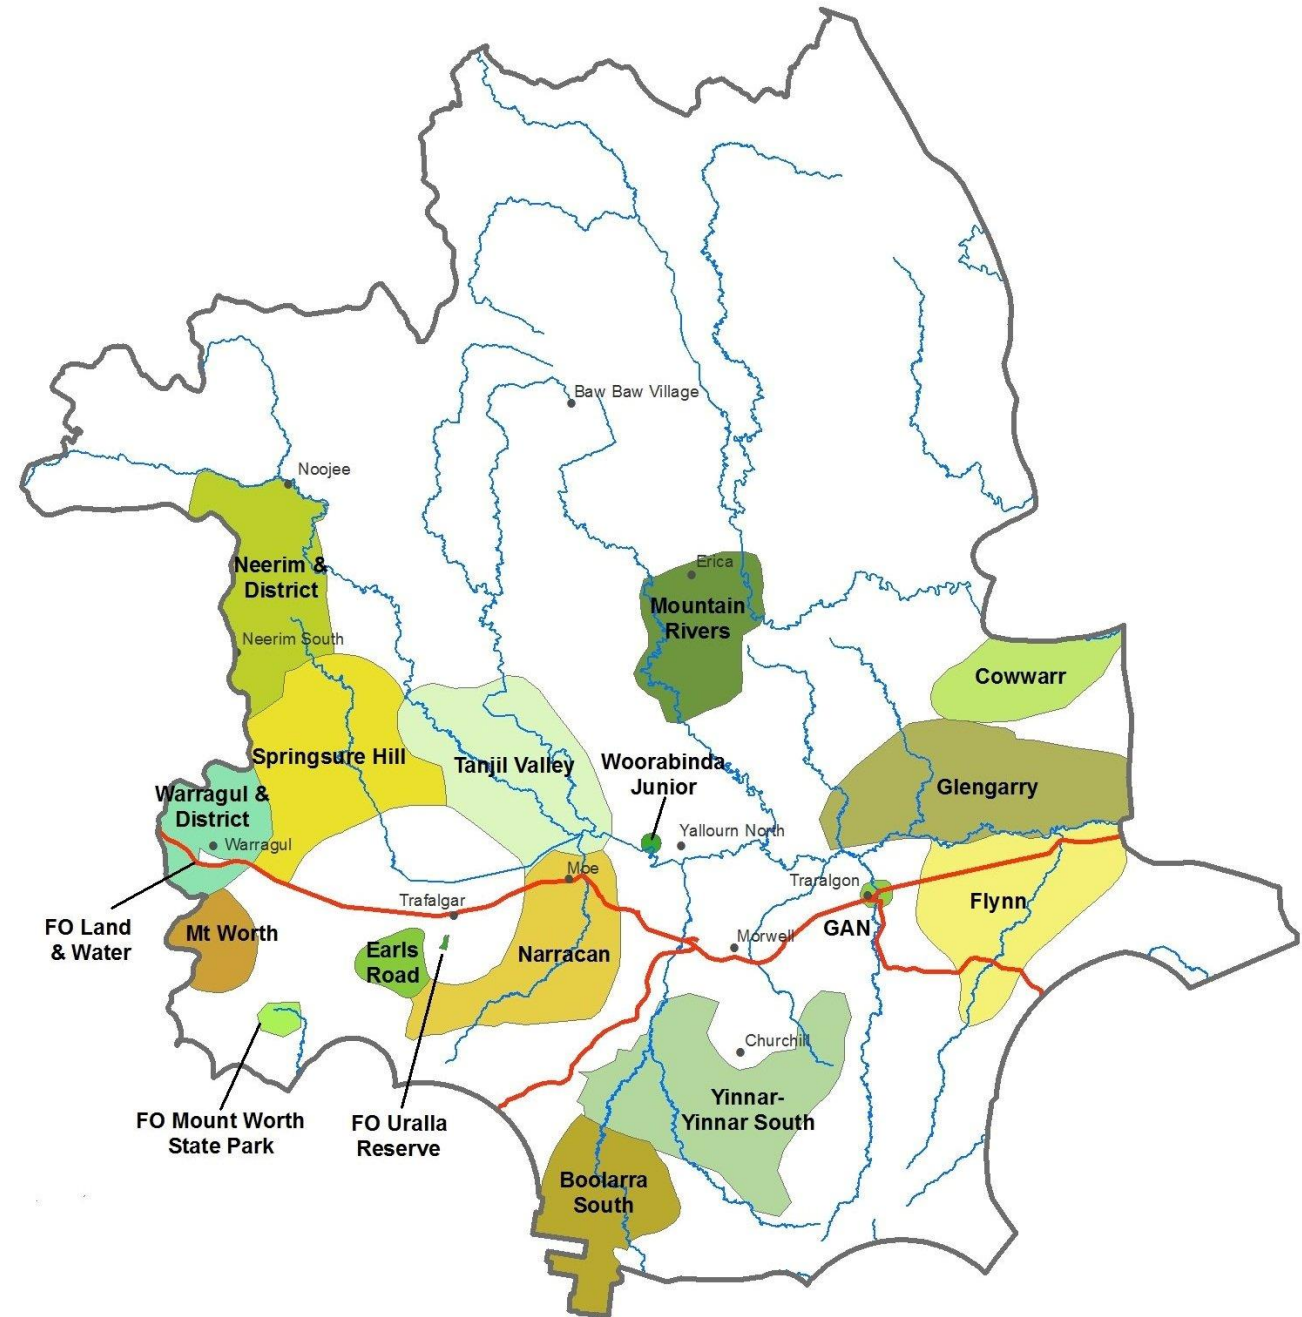 Baw Baw Village
Noojee
Neerim &
District
Erica
Mountain
Rivers
Neerim South
Cowwarr
Springsure Hill
Tanjil Valley
Woorabinda
Junior
Glengarry
Warragul &
District
Warragul
Yallourn North
Moe
Traralgon
Trafalgar
Flynn
FO Land
& Water
Mt Worth
Earls
Road
Narracan
Morwell
GAN
Churchill
Yinnar-
Yinnar South
FO Mount Worth
State Park
FO Uralla
Reserve
Boolarra
South